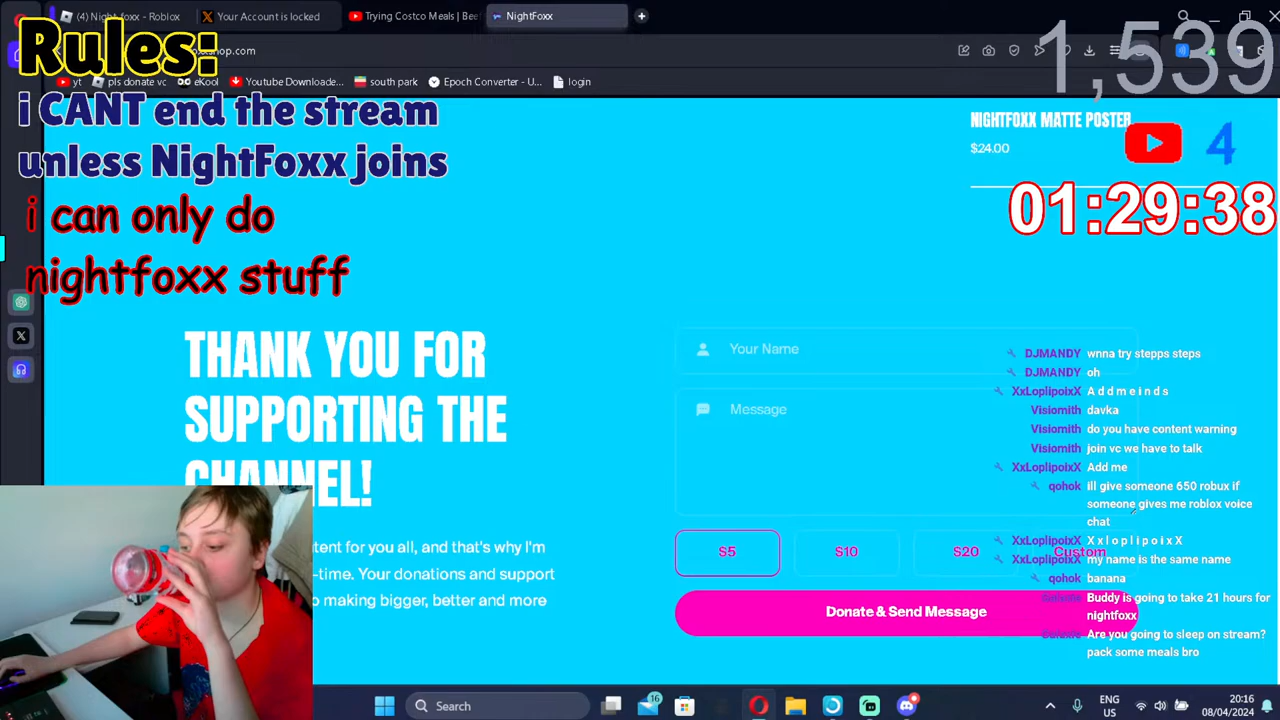 Rules:
i CANT end the stream
unless NightFoxx joins
i can only do
nightfoxx stuff
(4) Night foxx - Roblox
Your Account is locked
Trying Costco Meals | Bee
NightFoxx
1,539
shop.com
yt
pls donate vc
eKool
Youtube Downloade...
south park
Epoch Converter - U...
login
NIGHTFOXX MATTE POSTER
$24.00
4
01:29:38
THANK YOU FOR
SUPPORTING THE
CHANNEL!
tent for you all, and that's why I'm
-time. Your donations and support
o making bigger, better and more
Your Name
Message
$5
$10
$20
Custom
Donate & Send Message
DJMANDY wnna try stepps steps
DJMANDY oh
XxLoplipoixX A d d m e i n d s
Visiomith davka
Visiomith do you have content warning
Visiomith join vc we have to talk
XxLoplipoixX Add me
qohok ill give someone 650 robux if
someone gives me roblox voice
chat
XxLoplipoixX X x l o p l i p o i x X
XxLoplipoixX my name is the same name
qohok banana
Buddy is going to take 21 hours for
nightfoxx
Are you going to sleep on stream?
pack some meals bro
Search
16
ENG
US
20:16
08/04/2024